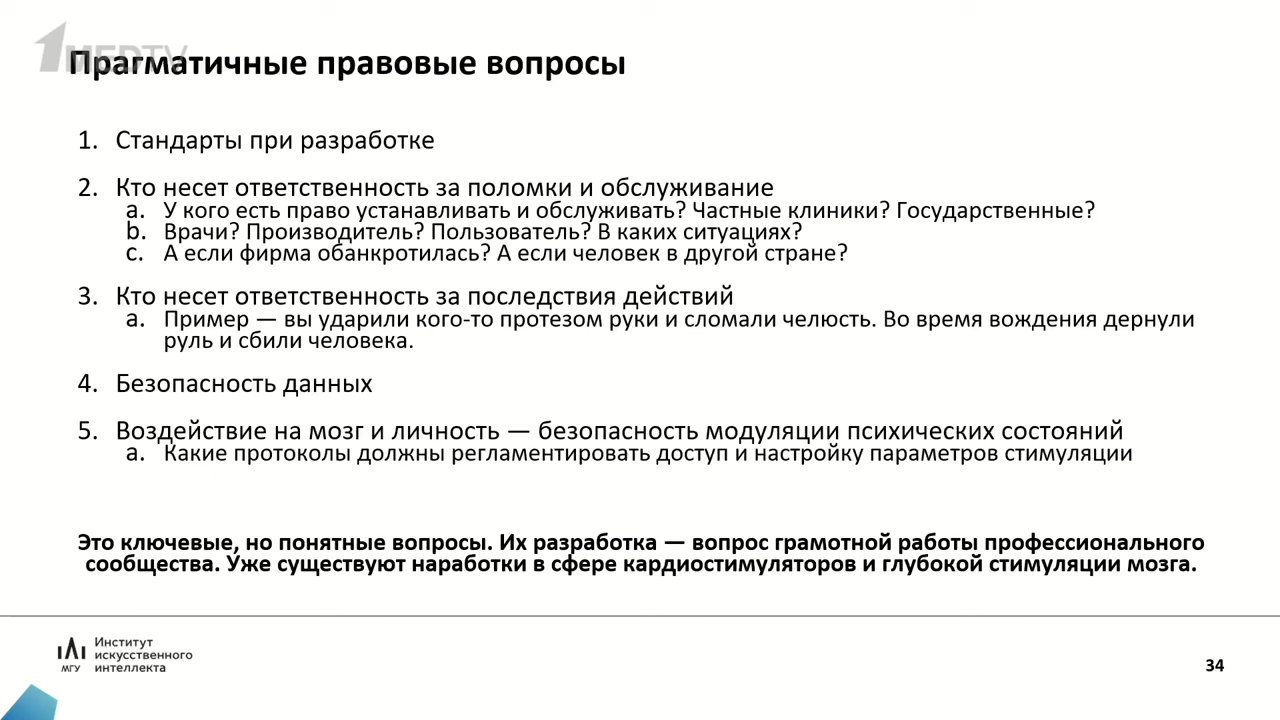 1MEDTV
Прагматичные правовые вопросы
1. Стандарты при разработке
2. Кто несет ответственность за поломки и обслуживание
a. У кого есть право устанавливать и обслуживать? Частные клиники? Государственные?
b. Врачи? Производитель? Пользователь? В каких ситуациях?
c. А если фирма обанкротилась? А если человек в другой стране?
3. Кто несет ответственность за последствия действий
a. Пример — вы ударили кого-то протезом руки и сломали челюсть. Во время вождения дернули
руль и сбили человека.
4. Безопасность данных
5. Воздействие на мозг и личность — безопасность модуляции психических состояний
a. Какие протоколы должны регламентировать доступ и настройку параметров стимуляции
Это ключевые, но понятные вопросы. Их разработка — вопрос грамотной работы профессионального
сообщества. Уже существуют наработки в сфере кардиостимуляторов и глубокой стимуляции мозга.
Институт
искусственного
интеллекта
МГУ
34